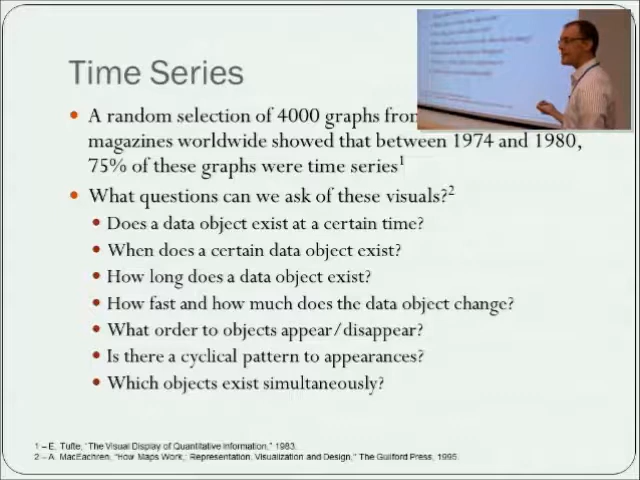 Time Series
A random selection of 4000 graphs from
magazines worldwide showed that between 1974 and 1980,
75% of these graphs were time series1
What questions can we ask of these visuals?2
Does a data object exist at a certain time?
When does a certain data object exist?
How long does a data object exist?
How fast and how much does the data object change?
What order to objects appear/disappear?
Is there a cyclical pattern to appearances?
Which objects exist simultaneously?
1 – E. Tufte, "The Visual Display of Quantitative Information," 1983.
2 – A. MacEachren, "How Maps Work, Representation, Visualization and Design," The Guilford Press, 1995.